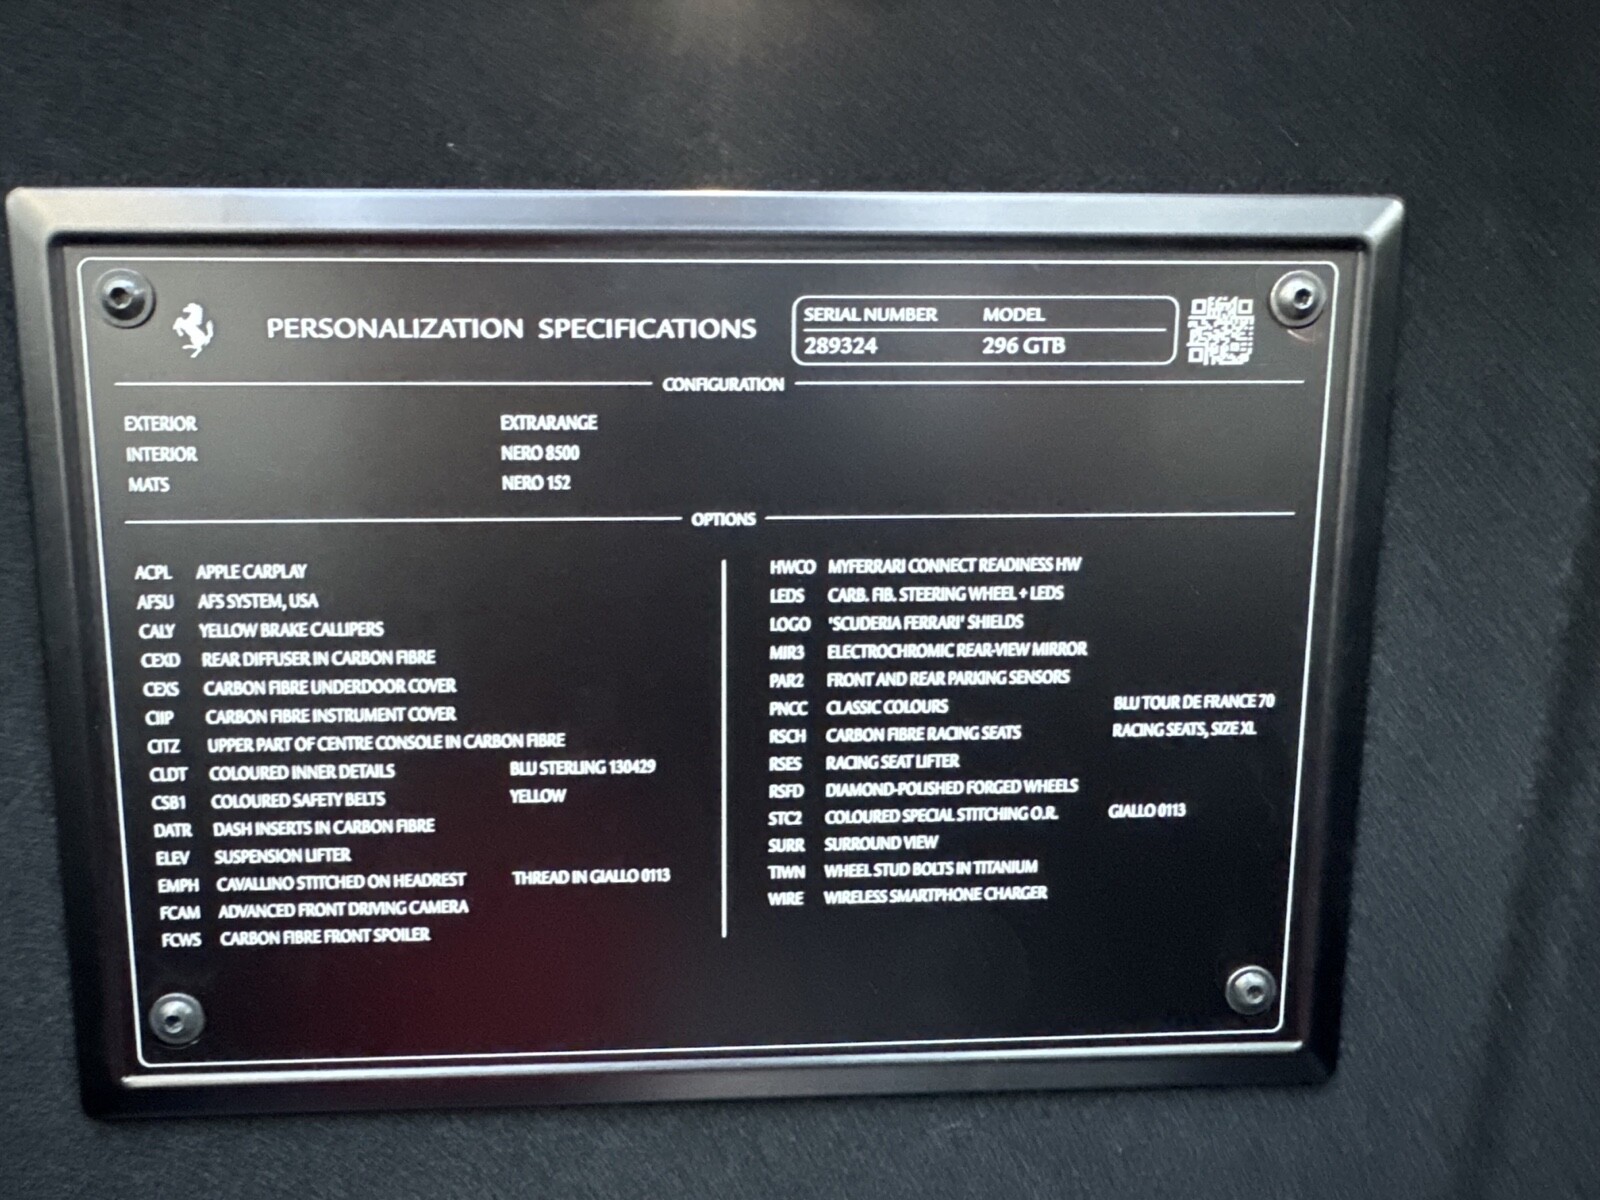 PERSONALIZATION SPECIFICATIONS
SERIAL NUMBER MODEL
289324 296 GTB
CONFIGURATION
EXTERIOR EXTRARANGE
INTERIOR NERO 8500
MATS NERO 152
OPTIONS
ACPL APPLE CARPLAY
AFSU AFS SYSTEM, USA
CALY YELLOW BRAKE CALLIPERS
CEXD REAR DIFFUSER IN CARBON FIBRE
CEXS CARBON FIBRE UNDERDOOR COVER
CIIP CARBON FIBRE INSTRUMENT COVER
CITZ UPPER PART OF CENTRE CONSOLE IN CARBON FIBRE
CLDT COLOURED INNER DETAILS BLU STERLING 130429
CSB1 COLOURED SAFETY BELTS YELLOW
DATR DASH INSERTS IN CARBON FIBRE
ELEV SUSPENSION LIFTER
EMPH CAVALLINO STITCHED ON HEADREST THREAD IN GIALLO 0113
FCAM ADVANCED FRONT DRIVING CAMERA
FCWS CARBON FIBRE FRONT SPOILER
HWCO MYFERRARI CONNECT READINESS HW
LEDS CARB. FIB. STEERING WHEEL + LEDS
LOGO "SCUDERIA FERRARI" SHIELDS
MIR3 ELECTROCHROMIC REAR-VIEW MIRROR
PAR2 FRONT AND REAR PARKING SENSORS
PNCC CLASSIC COLOURS BLU TOUR DE FRANCE 70
RSCH CARBON FIBRE RACING SEATS RACING SEATS, SIZE XL
RSES RACING SEAT LIFTER
RSFD DIAMOND-POLISHED FORGED WHEELS
STC2 COLOURED SPECIAL STITCHING O.R. GIALLO 0113
SURR SURROUND VIEW
TIWN WHEEL STUD BOLTS IN TITANIUM
WIRE WIRELESS SMARTPHONE CHARGER